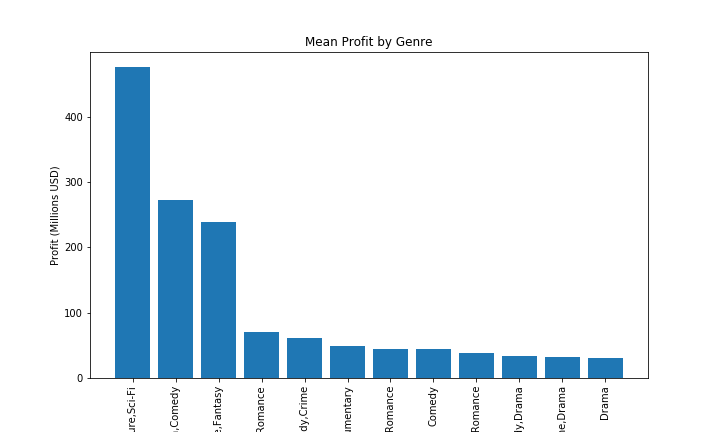 Mean Profit by Genre
Profit (Millions USD)
400
300
200
100
0
ure,Sci-Fi
,Comedy
e,Fantasy
Romance
dy,Crime
umentary
Romance
Comedy
Romance
ly,Drama
ne,Drama
Drama